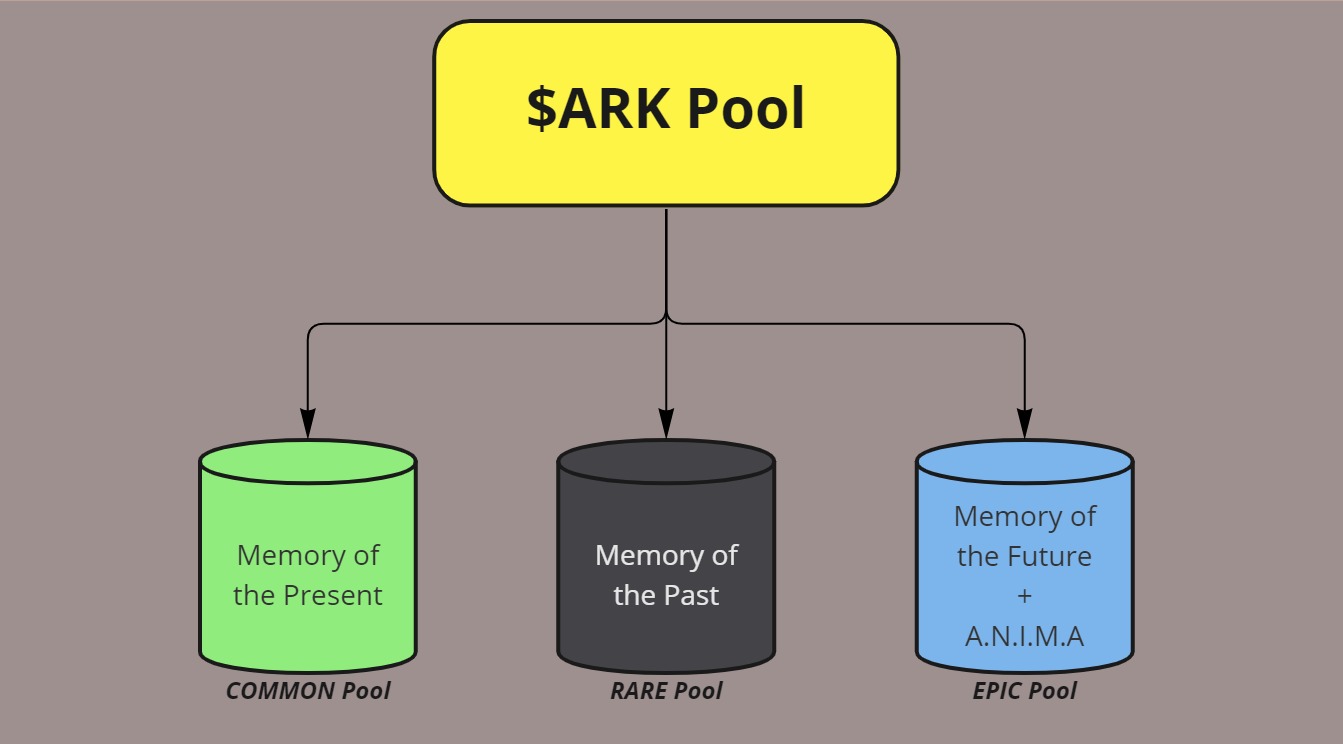 $ARK Pool
Memory of
the Present
COMMON Pool
Memory of
the Past
RARE Pool
Memory of
the Future
+
A.N.I.M.A
EPIC Pool